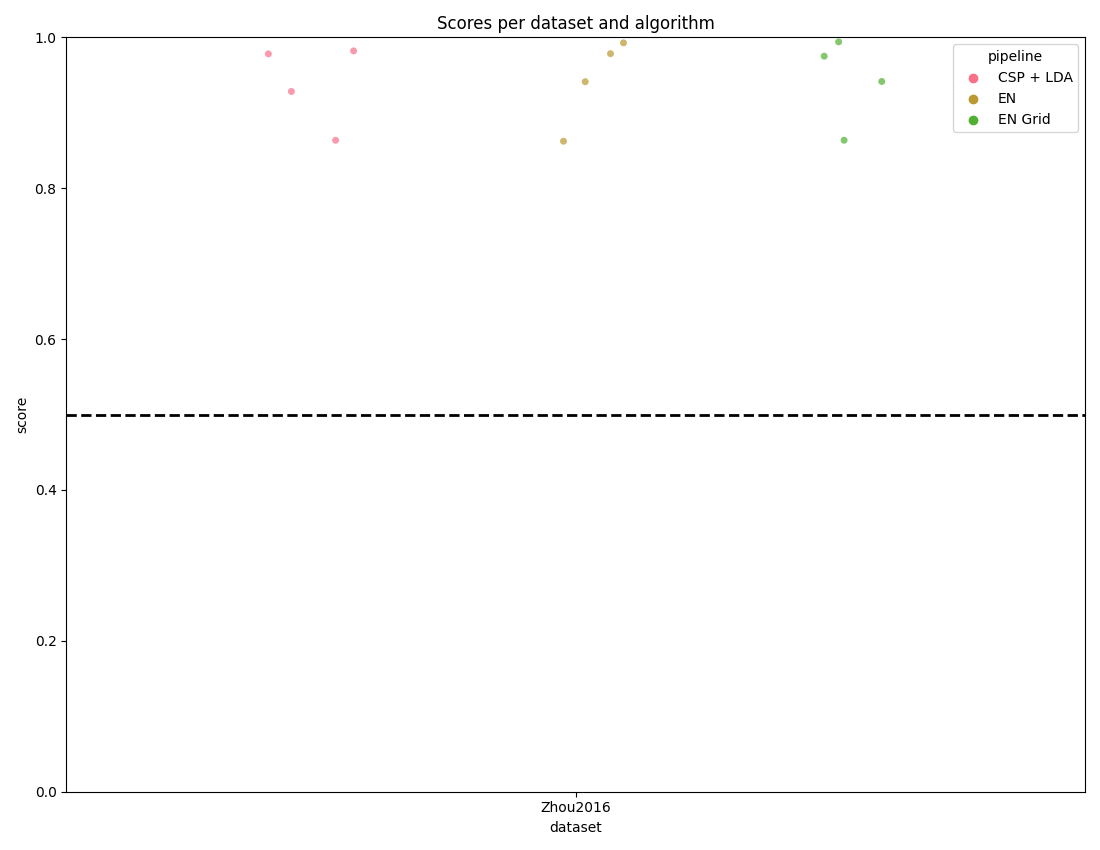 Scores per dataset and algorithm
pipeline
CSP + LDA
EN
EN Grid
1.0
0.8
0.6
0.4
0.2
0.0
score
Zhou2016
dataset